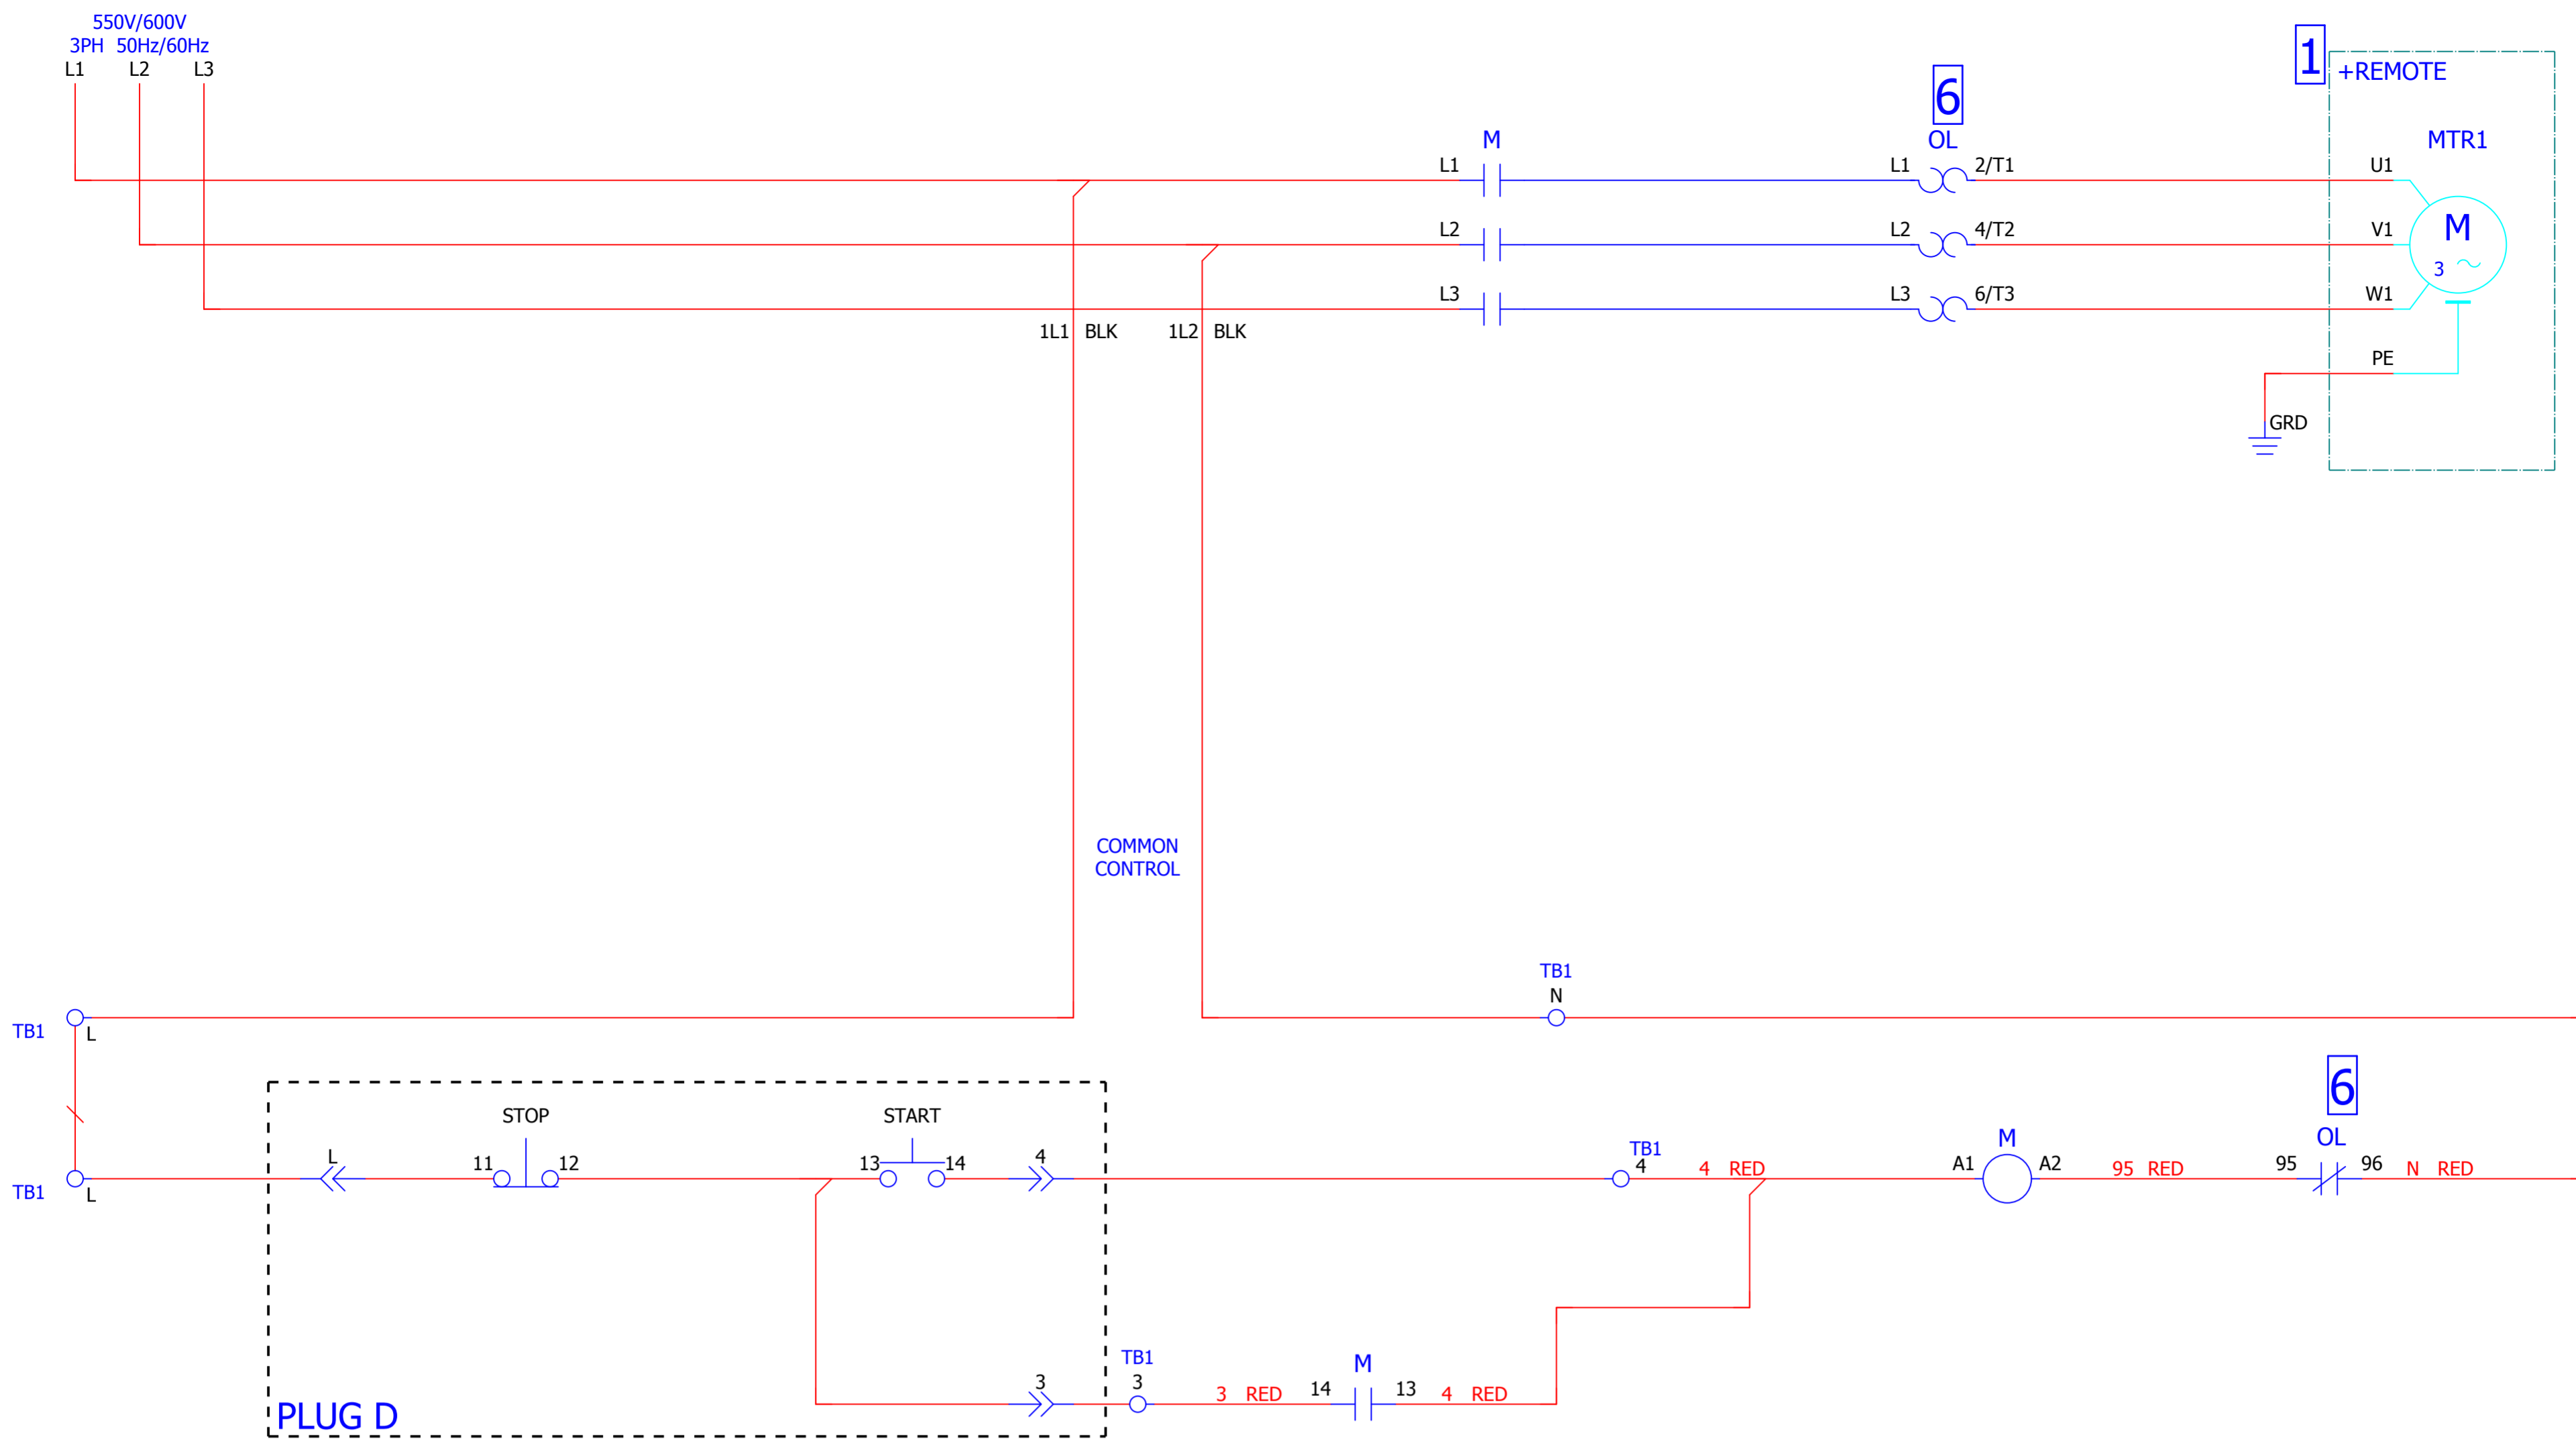 550V/600V
3PH 50Hz/60Hz
L1 L2 L3
1
+REMOTE
6
M OL MTR1
L1 L1 2/T1 U1
L2 L2 4/T2 V1
M
3
L3 L3 6/T3 W1
1L1 BLK 1L2 BLK
PE
GRD
COMMON
CONTROL
TB1
N
TB1 L
6
STOP START
TB1 M OL
L 11 12 13 14 4 4 4 RED A1 A2 95 RED 95 96 N RED
TB1 L
TB1 M
3 3 3 RED 14 13 4 RED
PLUG D